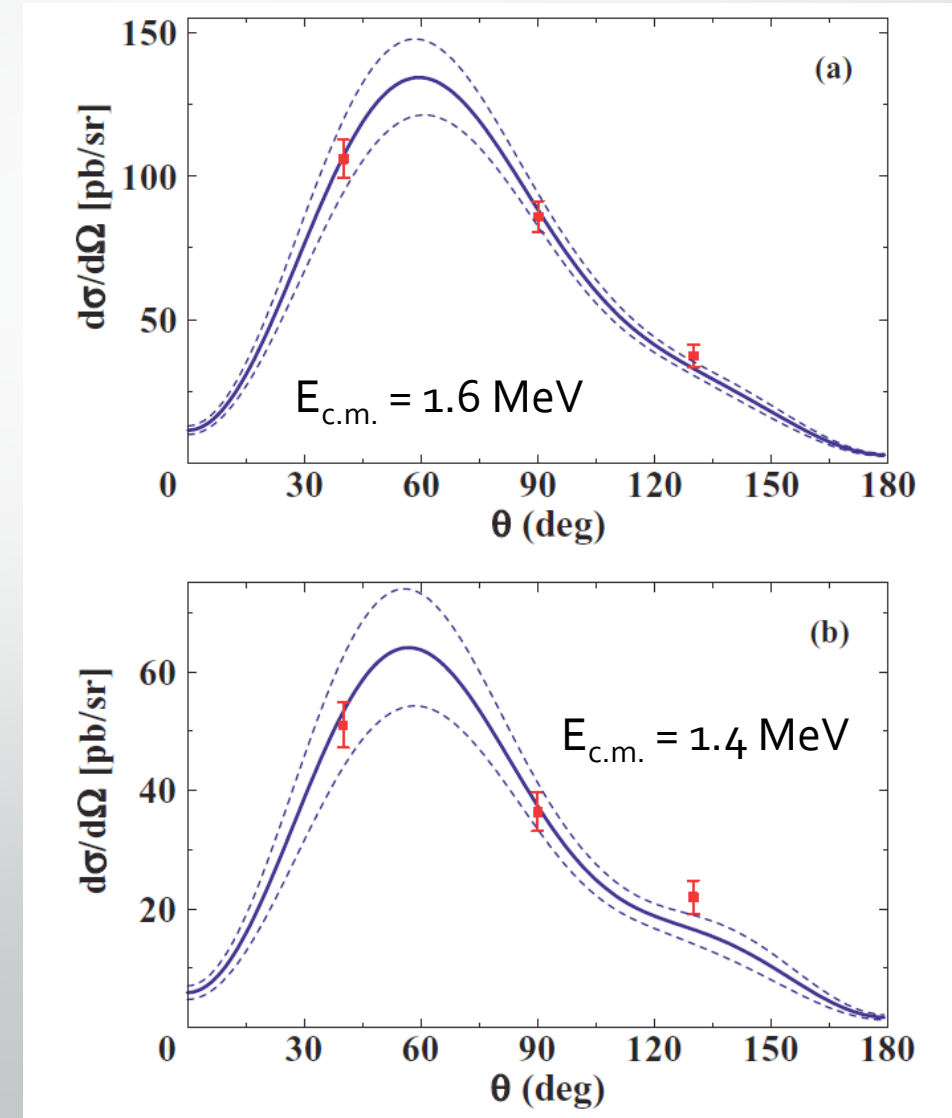 150
(a)
100
dσ/dΩ [pb/sr]
50
E_c.m. = 1.6 MeV
0 30 60 90 120 150 180
θ (deg)
(b)
60
E_c.m. = 1.4 MeV
dσ/dΩ [pb/sr]
40
20
0 30 60 90 120 150 180
θ (deg)